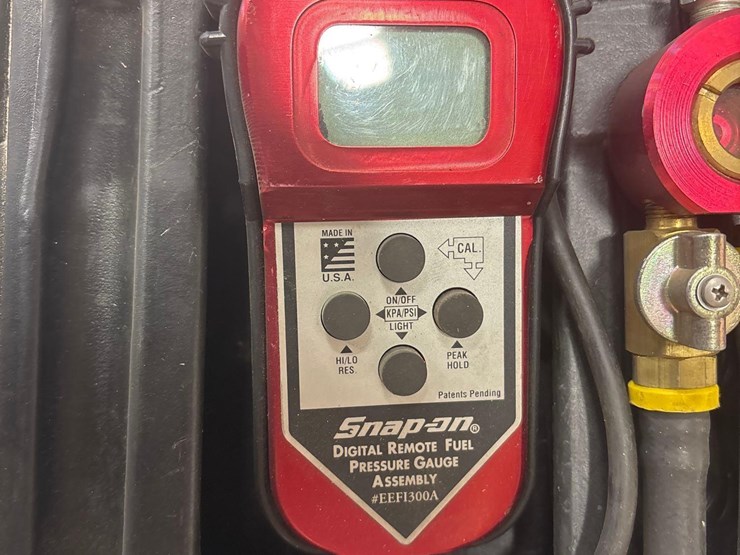 MADE IN
U.S.A.
CAL.
ON/OFF
KPA/PSI
LIGHT
HI/LO
RES.
PEAK
HOLD
Patents Pending
Snap-on®
DIGITAL REMOTE FUEL
PRESSURE GAUGE
ASSEMBLY
#EEFI300A